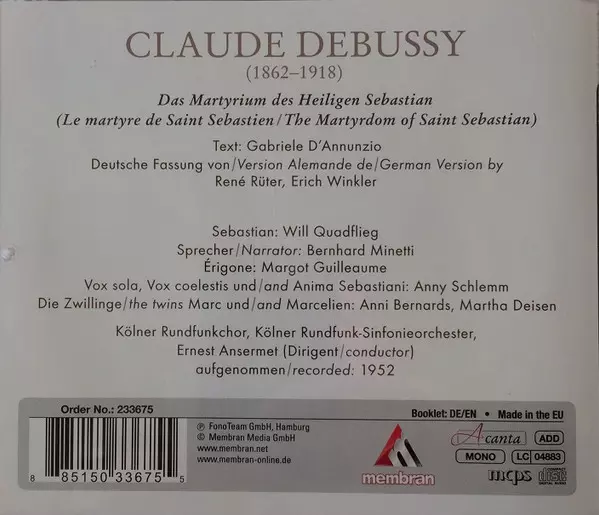 CLAUDE DEBUSSY
(1862–1918)
Das Martyrium des Heiligen Sebastian
(Le martyre de Saint Sebastien/The Martyrdom of Saint Sebastian)
Text: Gabriele D'Annunzio
Deutsche Fassung von/Version Alemande de/German Version by
René Rüter, Erich Winkler
Sebastian: Will Quadflieg
Sprecher/Narrator: Bernhard Minetti
Érigone: Margot Guilleaume
Vox sola, Vox coelestis und/and Anima Sebastiani: Anny Schlemm
Die Zwillinge/the twins Marc und/and Marcelien: Anni Bernards, Martha Deisen
Kölner Rundfunkchor, Kölner Rundfunk-Sinfonieorchester,
Ernest Ansermet (Dirigent/conductor)
aufgenommen/recorded: 1952
Order No.: 233675
8 85150 33675 5
℗ FonoTeam GmbH, Hamburg
© Membran Media GmbH
www.membran.net
www.membran-online.de
membran
Booklet: DE/EN • Made in the EU
Acanta
ADD
MONO
LC 04883
mcps
COMPACT
disc
DIGITAL AUDIO